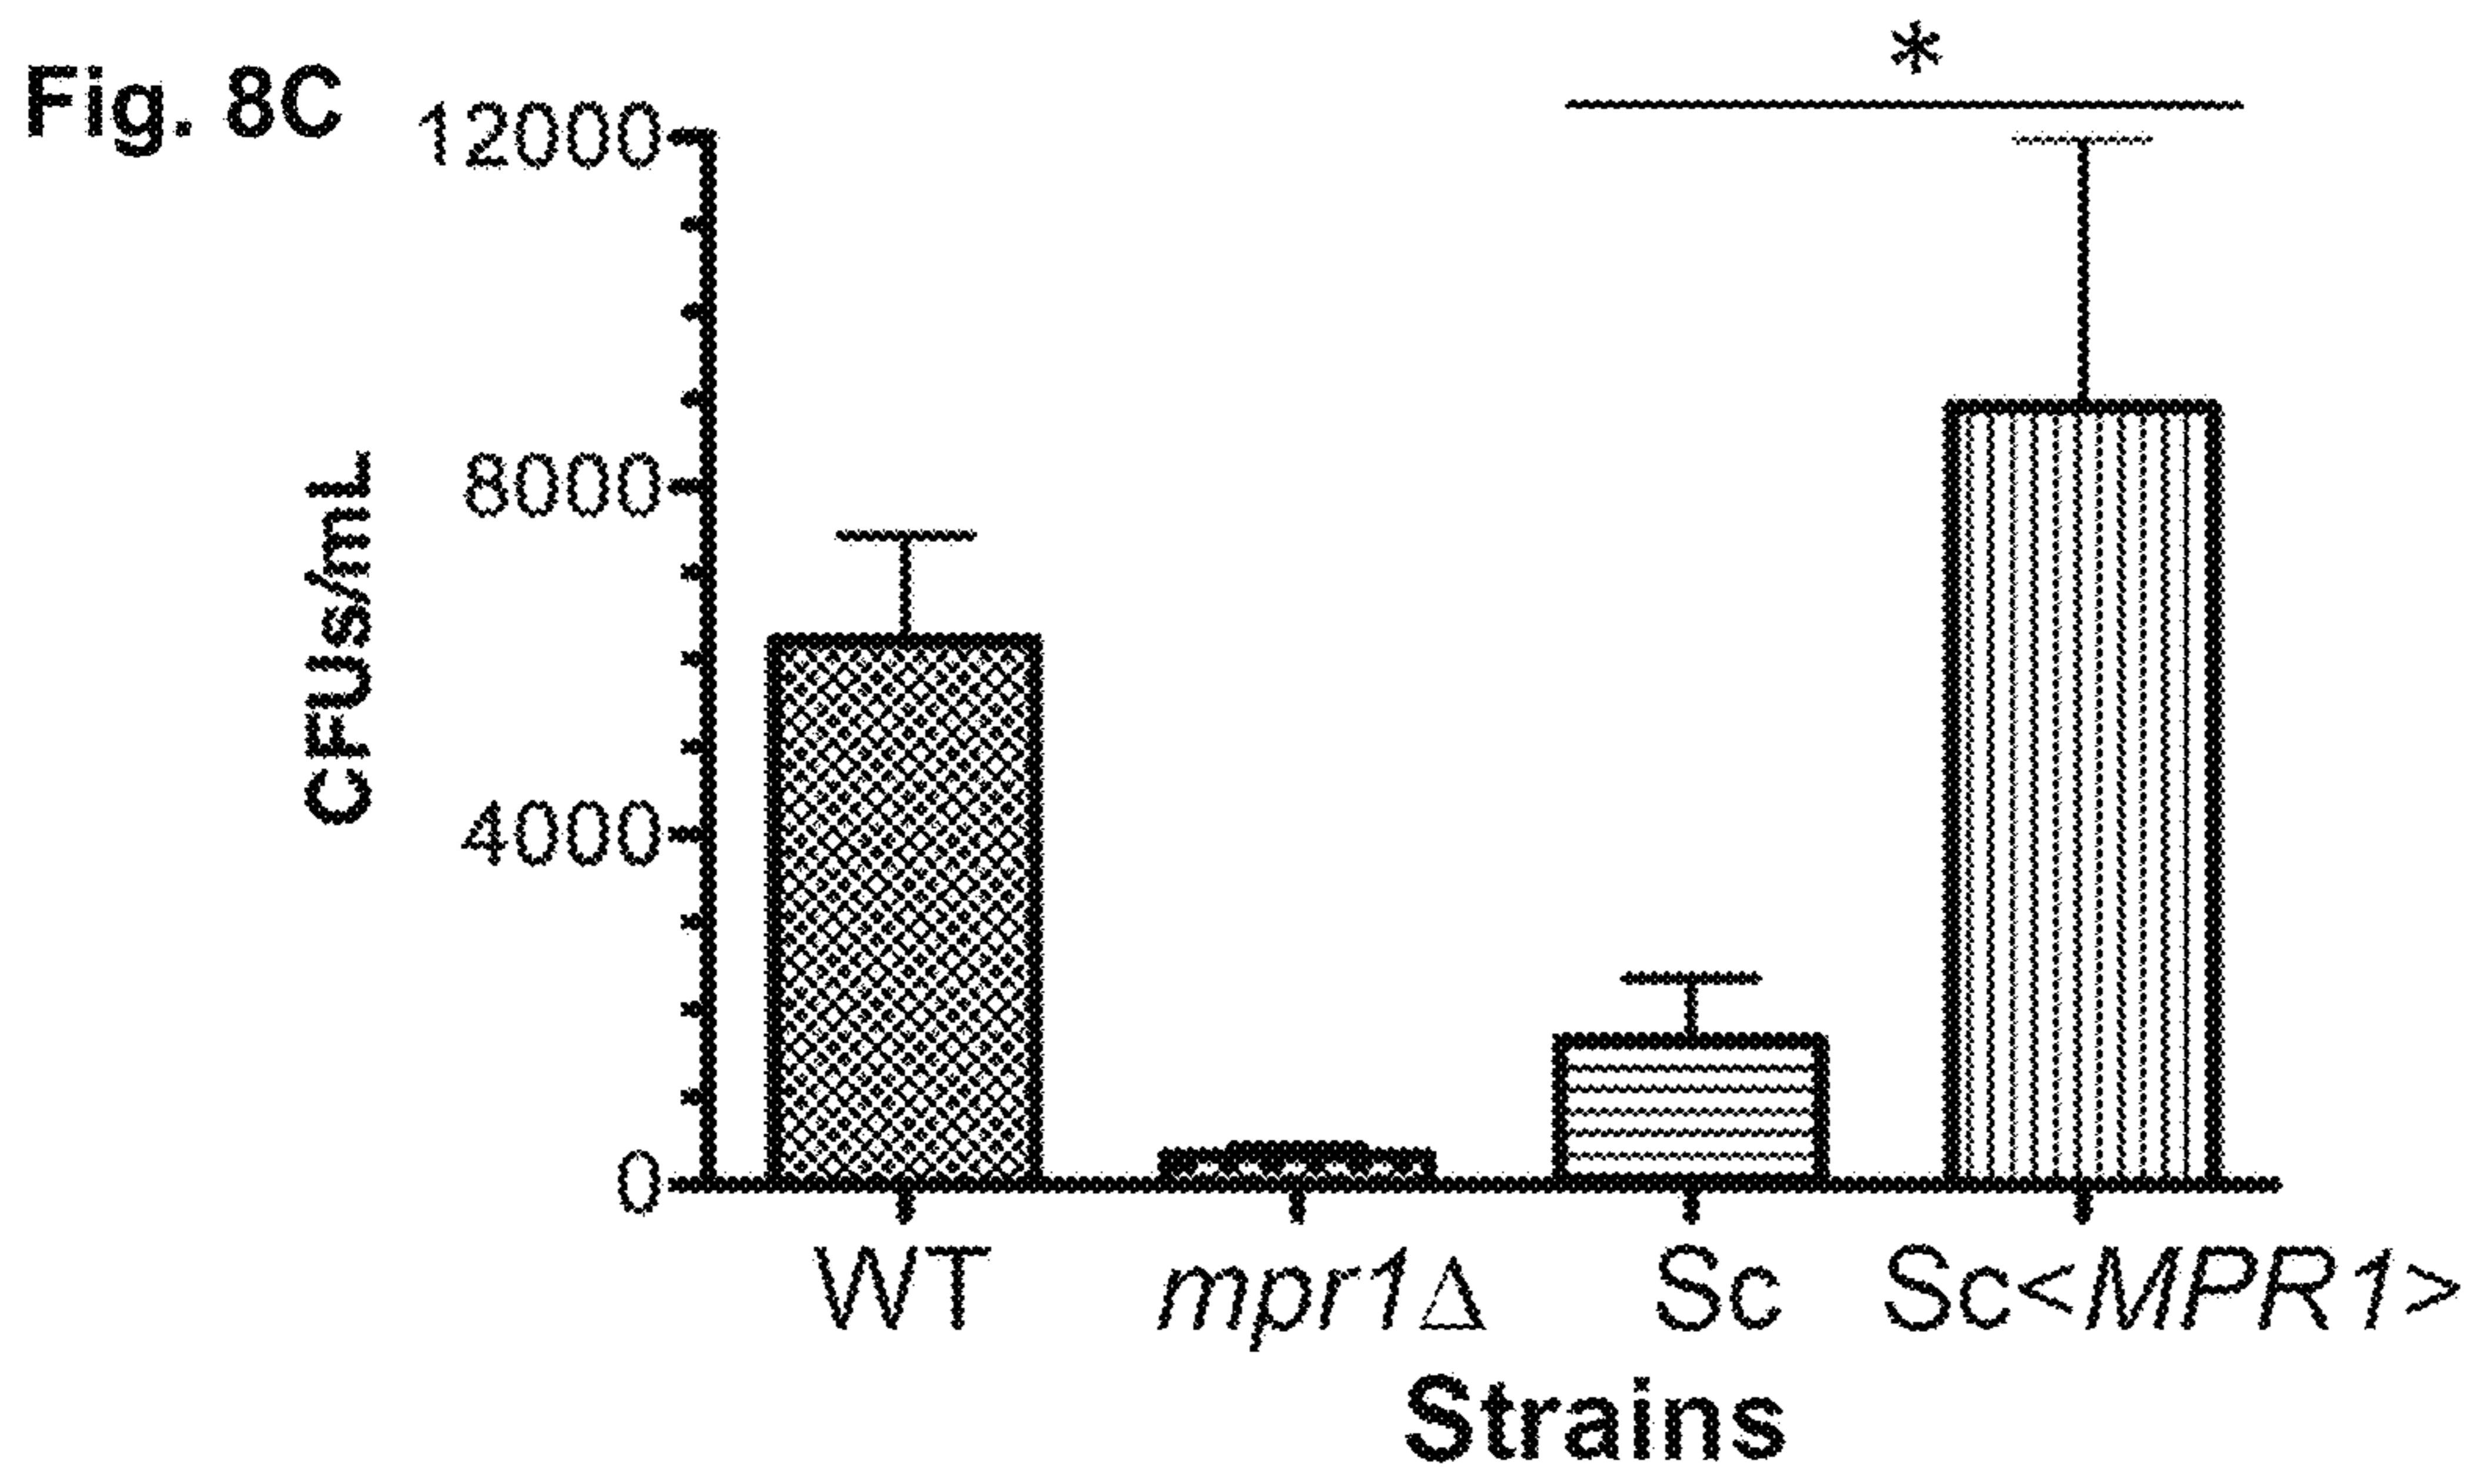 Fig. 8C
*
12000
8000
4000
0
CFUs/mL
WT mpr1Δ Sc Sc<MPR1>
Strains